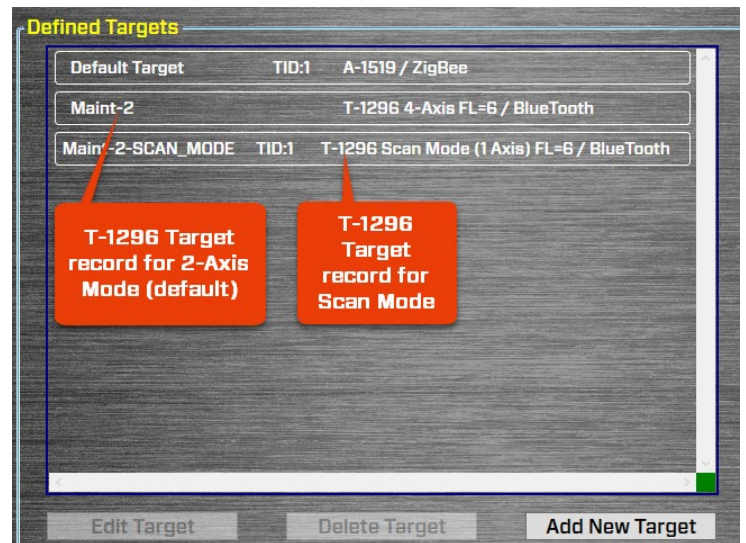 Defined Targets
Default Target TID:1 A-1519 / ZigBee
Maint-2 T-1296 4-Axis FL=6 / BlueTooth
Maint-2-SCAN_MODE TID:1 T-1296 Scan Mode (1 Axis) FL=6 / BlueTooth
T-1296 Target
record for 2-Axis
Mode (default)
T-1296
Target
record for
Scan Mode
Edit Target Delete Target Add New Target